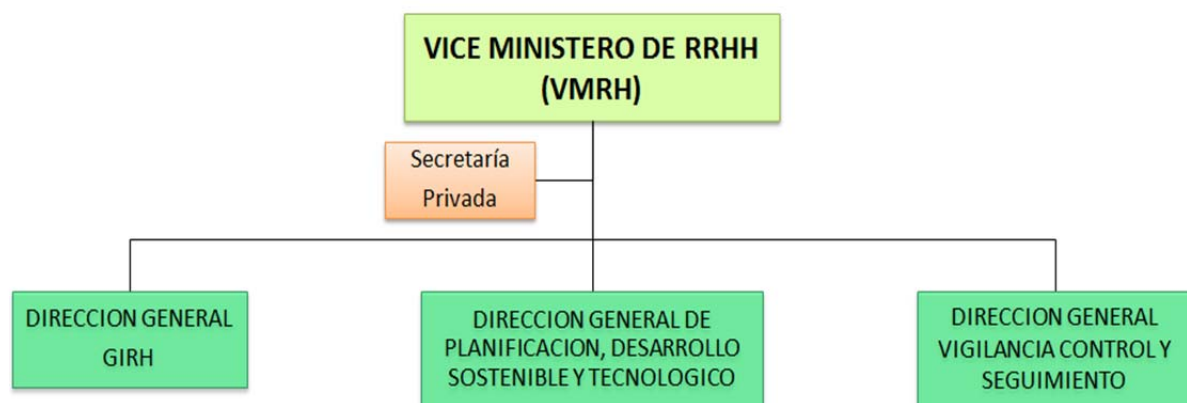 VICE MINISTERO DE RRHH
(VMRH)
Secretaría
Privada
DIRECCION GENERAL
GIRH
DIRECCION GENERAL DE
PLANIFICACION, DESARROLLO
SOSTENIBLE Y TECNOLOGICO
DIRECCION GENERAL
VIGILANCIA CONTROL Y
SEGUIMIENTO